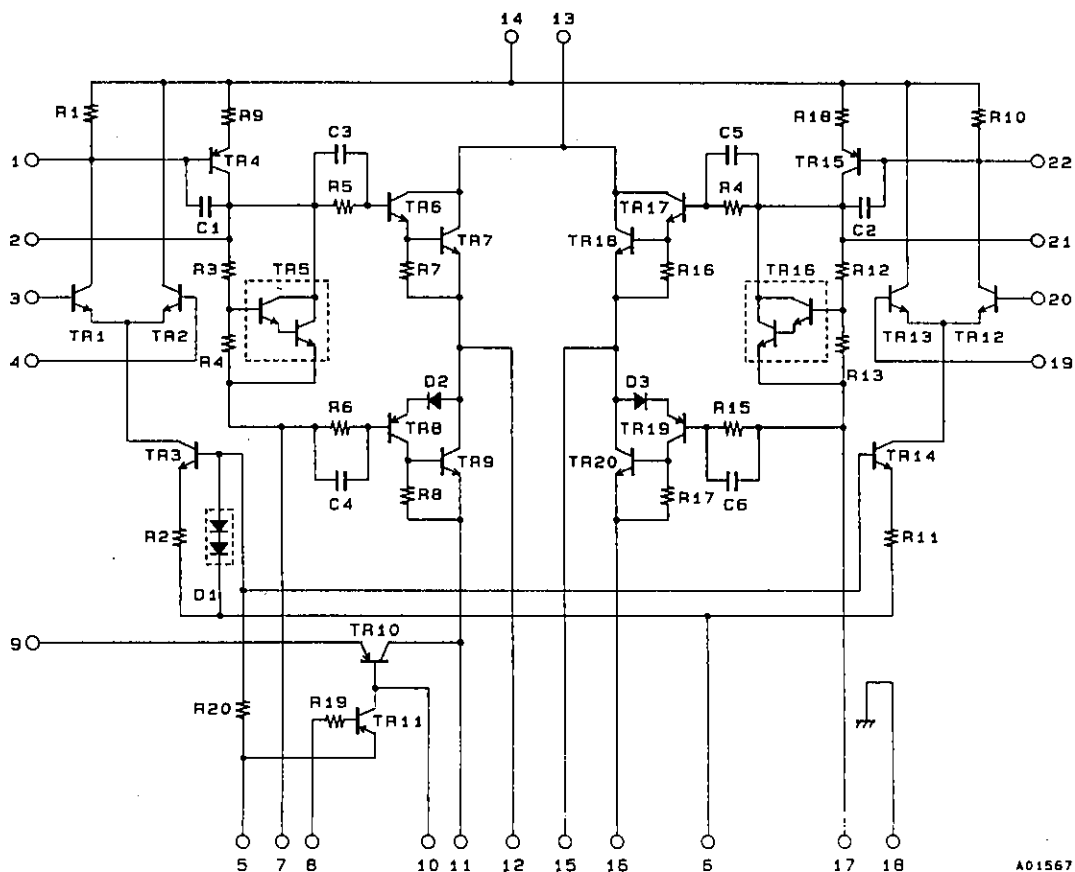 14 13
R1 R9 R18 R10
C3 C5
1 TR4 TR15 22
R5 TR6 TR17 R4
C1 C2
2 TR7 TR18 21
R3 TR5 R7 R16 TR16 R12
3 20
TR1 TR2 TR13 TR12
4 R4 R13 19
D2 D3
R6 TR8 TR19 R15
TR3 TR9 TR20 TR14
C4 R8 R17 C6
R2 R11
D1
9 TR10
R20 R19 TR11
5 7 8 10 11 12 15 16 6 17 18
A01567